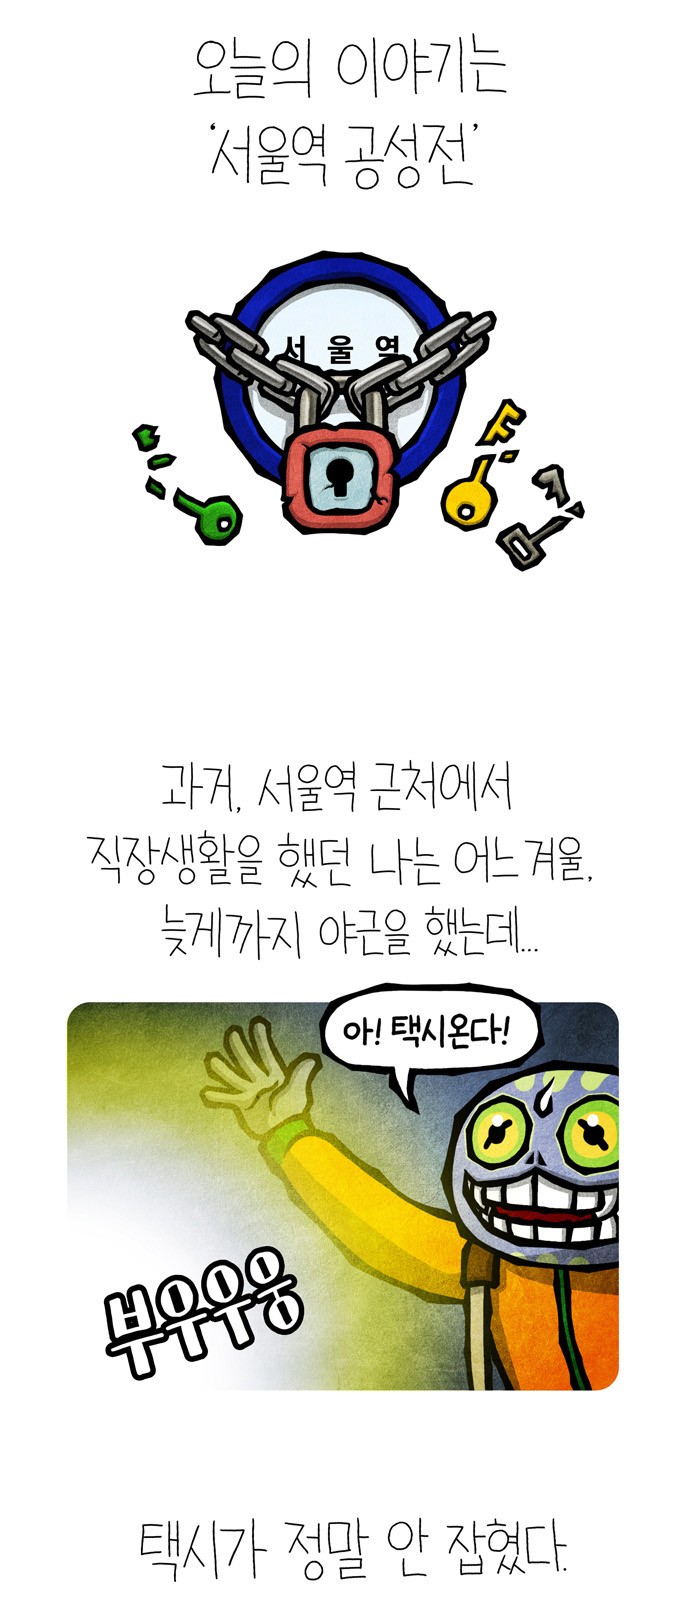 오늘의 이야기는
'서울역 공성전'
서울역
과거, 서울역 근처에서
직장생활을 했던 나는 어느 겨울,
늦게까지 야근을 했는데...
아! 택시온다!
부우우웅
택시가 정말 안 잡혔다.